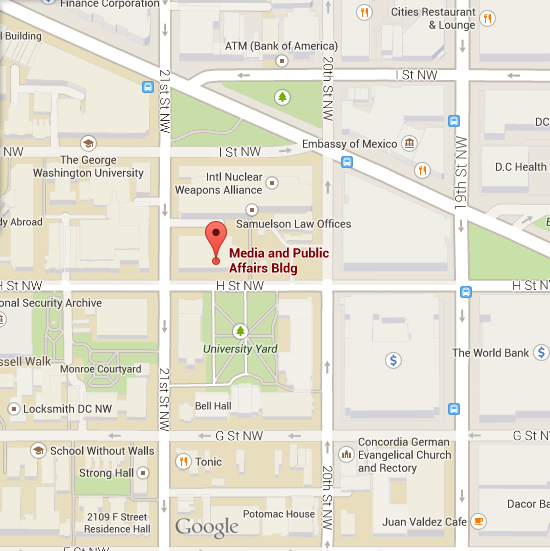 Finance Corporation
Cities Restaurant
& Lounge
l Building
ATM (Bank of America)
21st St NW
20th St NW
I St NW
DC
NW
I St NW
Embassy of Mexico
19th St NW
The George
Washington University
D.C Health
Intl Nuclear
Weapons Alliance
dy Abroad
Samuelson Law Offices
Media and Public
Affairs Bldg
H St NW
H St NW
H St NW
onal Security Archive
University Yard
The World Bank
ssell Walk
Monroe Courtyard
21st St NW
Bell Hall
Locksmith DC NW
G St NW
G St NW
School Without Walls
Tonic
Concordia German
Evangelical Church
and Rectory
Strong Hall
20th St NW
2109 F Street
Residence Hall
Potomac House
Google
Juan Valdez Cafe
Dacor Ba
F St NW